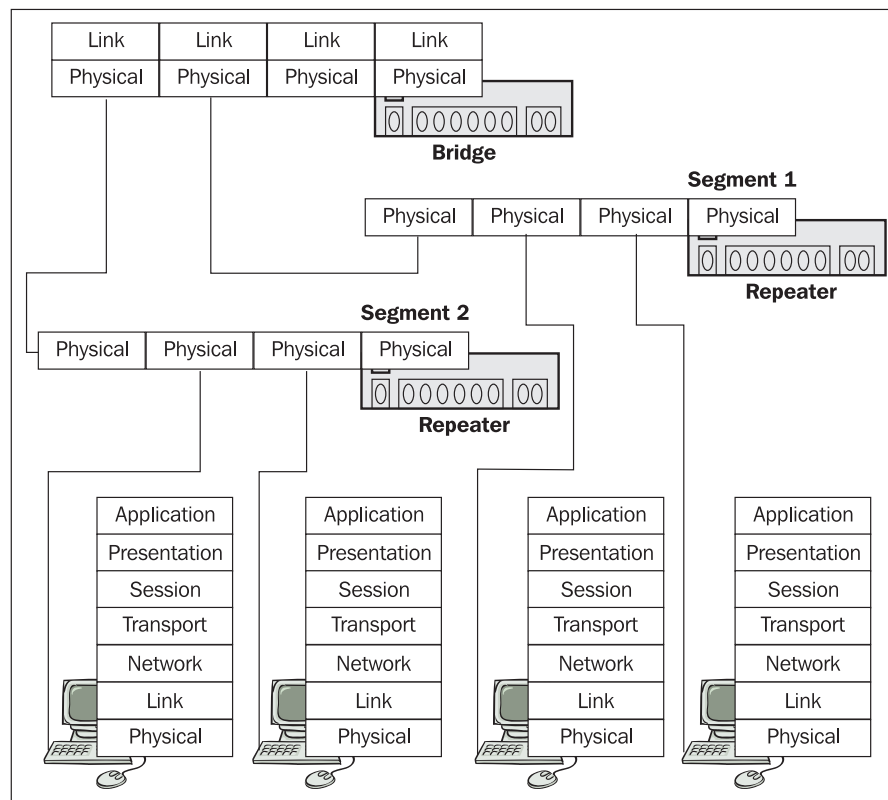 Link Link Link Link
Physical Physical Physical Physical
Bridge
Segment 1
Physical Physical Physical Physical
Repeater
Segment 2
Physical Physical Physical Physical
Repeater
Application Application Application Application
Presentation Presentation Presentation Presentation
Session Session Session Session
Transport Transport Transport Transport
Network Network Network Network
Link Link Link Link
Physical Physical Physical Physical